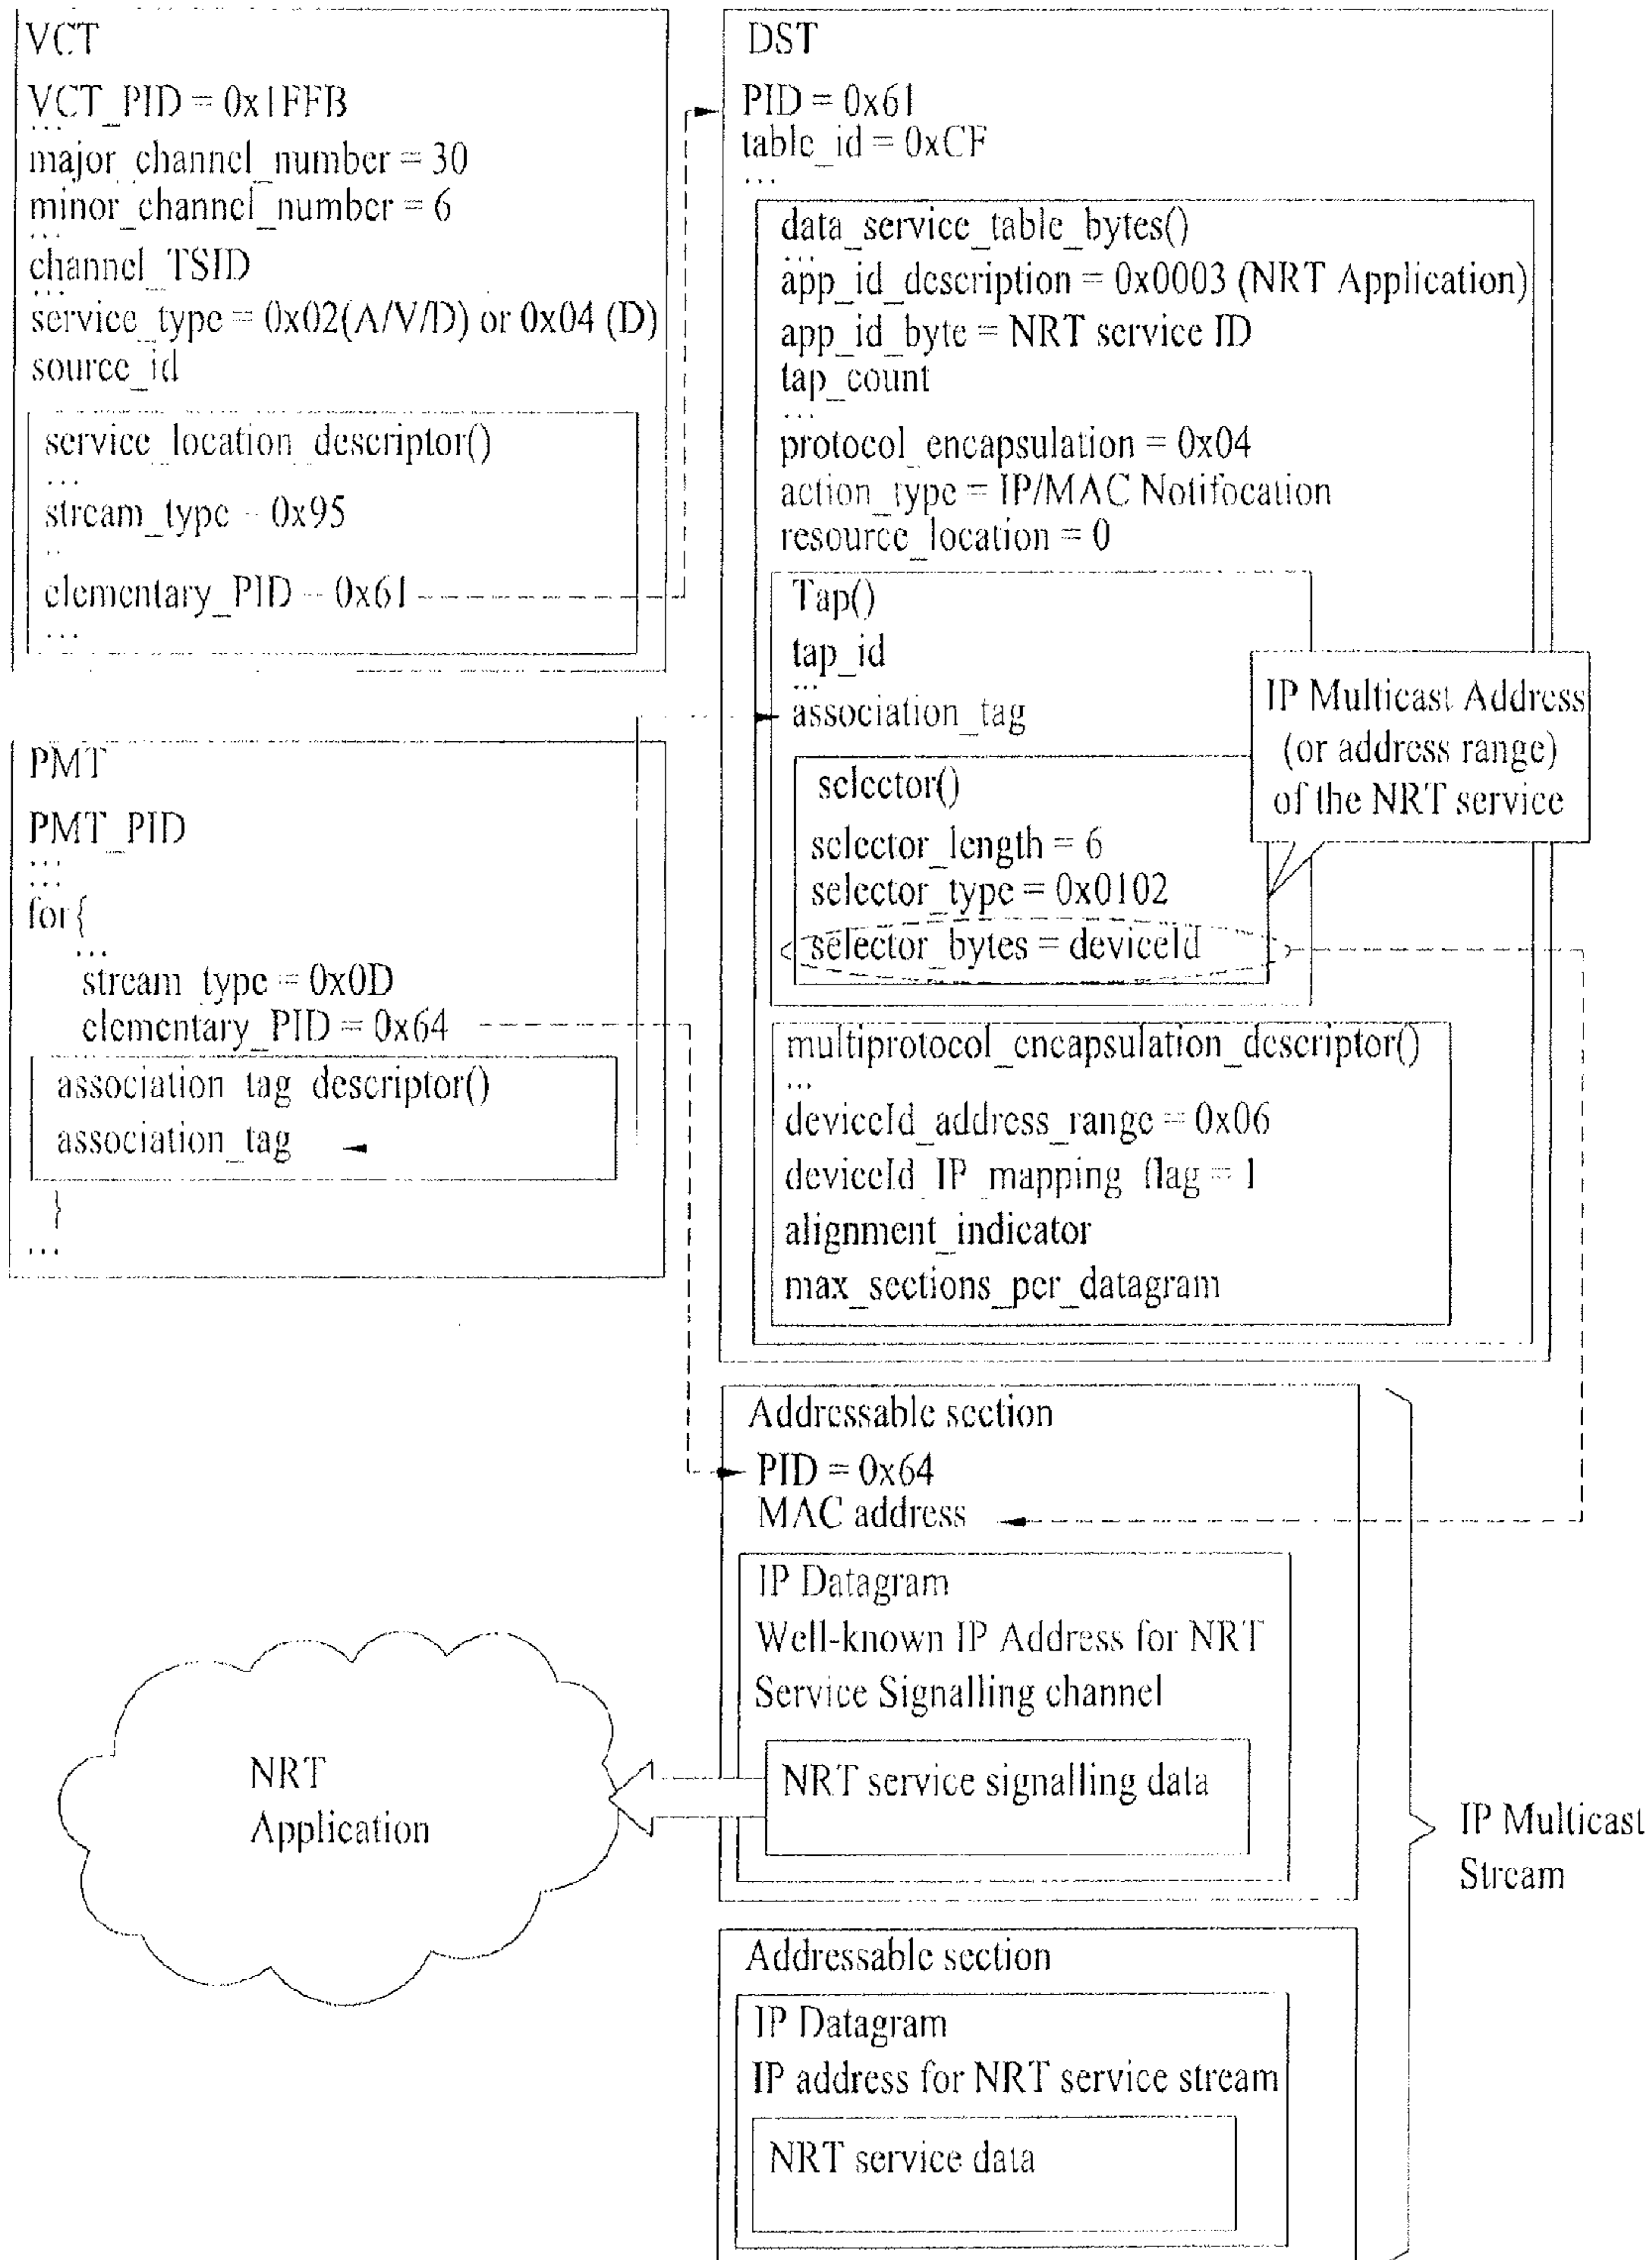 VCT
VCT_PID = 0x1FFB
...
major_channel_number = 30
minor_channel_number = 6
...
channel_TSID
...
service_type = 0x02(A/V/D) or 0x04 (D)
source_id
service_location_descriptor()
...
stream_type - 0x95
..
elementary_PID - 0x61
...
PMT
PMT_PID
...
...
for{
...
stream_type = 0x0D
elementary_PID = 0x64
association_tag_descriptor()
association_tag
}
...
DST
PID = 0x61
table_id = 0xCF
...
data_service_table_bytes()
...
app_id_description = 0x0003 (NRT Application)
app_id_byte = NRT service ID
tap_count
...
protocol_encapsulation = 0x04
action_type = IP/MAC Notifocation
resource_location = 0
Tap()
tap_id
...
association_tag
selector()
selector_length = 6
selector_type = 0x0102
selector_bytes = deviceId
IP Multicast Address
(or address range)
of the NRT service
multiprotocol_encapsulation_descriptor()
...
deviceId_address_range = 0x06
deviceId_IP_mapping_flag = 1
alignment_indicator
max_sections_per_datagram
Addressable section
PID = 0x64
MAC address
IP Datagram
Well-known IP Address for NRT
Service Signalling channel
NRT service signalling data
NRT
Application
IP Multicast
Stream
Addressable section
IP Datagram
IP address for NRT service stream
NRT service data